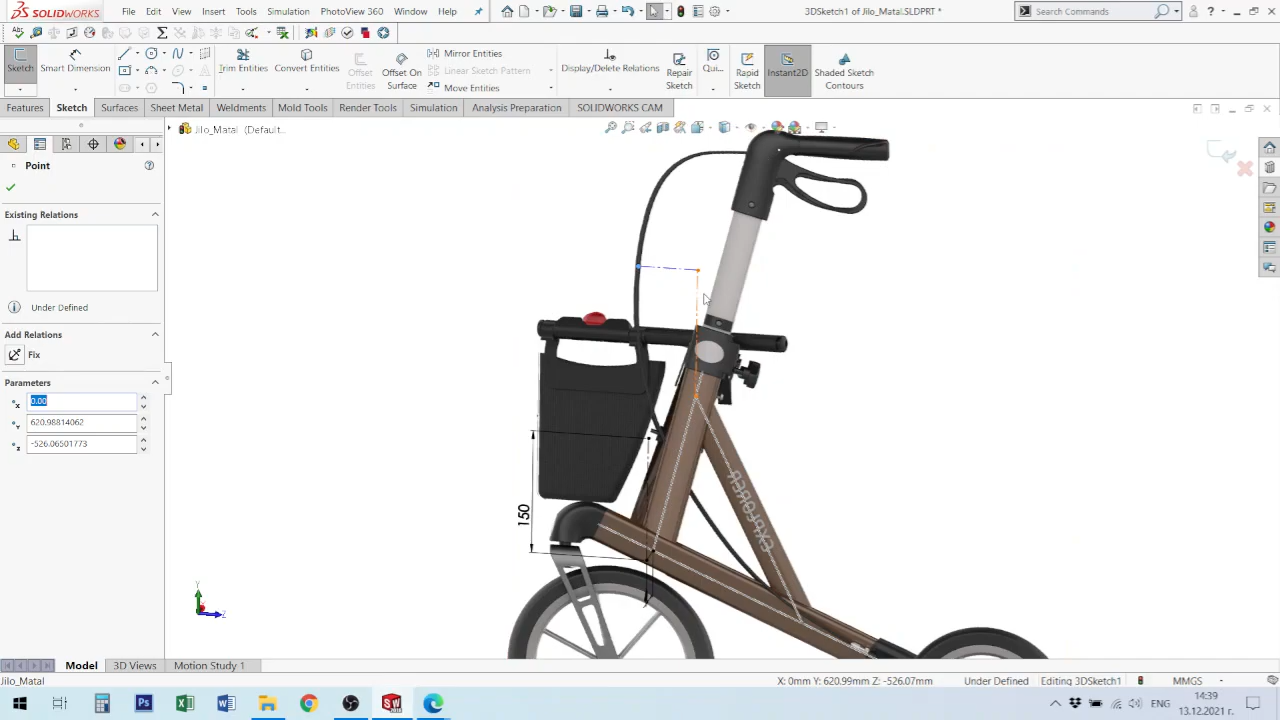 SOLIDWORKS
File
Edit
View
Insert
Tools
Simulation
PhotoView 360
Window
Help
3DSketch1 of Jilo_Matal.SLDPRT *
Search Commands
Sketch
Smart Dimension
Trim Entities
Convert Entities
Offset Entities
Offset On Surface
Mirror Entities
Linear Sketch Pattern
Move Entities
Display/Delete Relations
Repair Sketch
Qui...
Rapid Sketch
Instant2D
Shaded Sketch Contours
Features
Sketch
Surfaces
Sheet Metal
Weldments
Mold Tools
Render Tools
Simulation
Analysis Preparation
SOLIDWORKS CAM
Jilo_Matal (Default...
Point
Existing Relations
Under Defined
Add Relations
Fix
Parameters
0.00
620.98814062
-526.06501773
150
EXPLORER
Y
Z
Model
3D Views
Motion Study 1
Jilo_Matal
X: 0mm Y: 620.99mm Z: -526.07mm
Under Defined
Editing 3DSketch1
MMGS
ENG
14:39
13.12.2021 г.